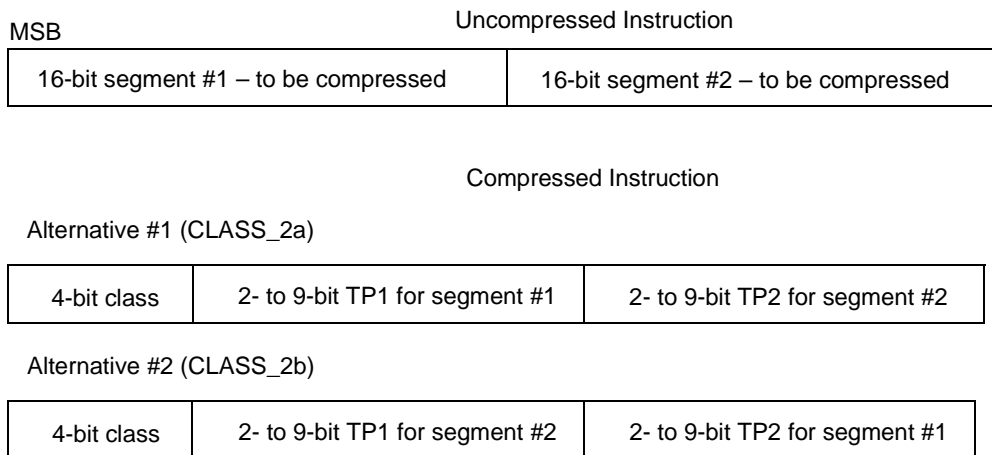 Uncompressed Instruction
MSB
16-bit segment #1 – to be compressed
16-bit segment #2 – to be compressed
Compressed Instruction
Alternative #1 (CLASS_2a)
4-bit class
2- to 9-bit TP1 for segment #1
2- to 9-bit TP2 for segment #2
Alternative #2 (CLASS_2b)
4-bit class
2- to 9-bit TP1 for segment #2
2- to 9-bit TP2 for segment #1